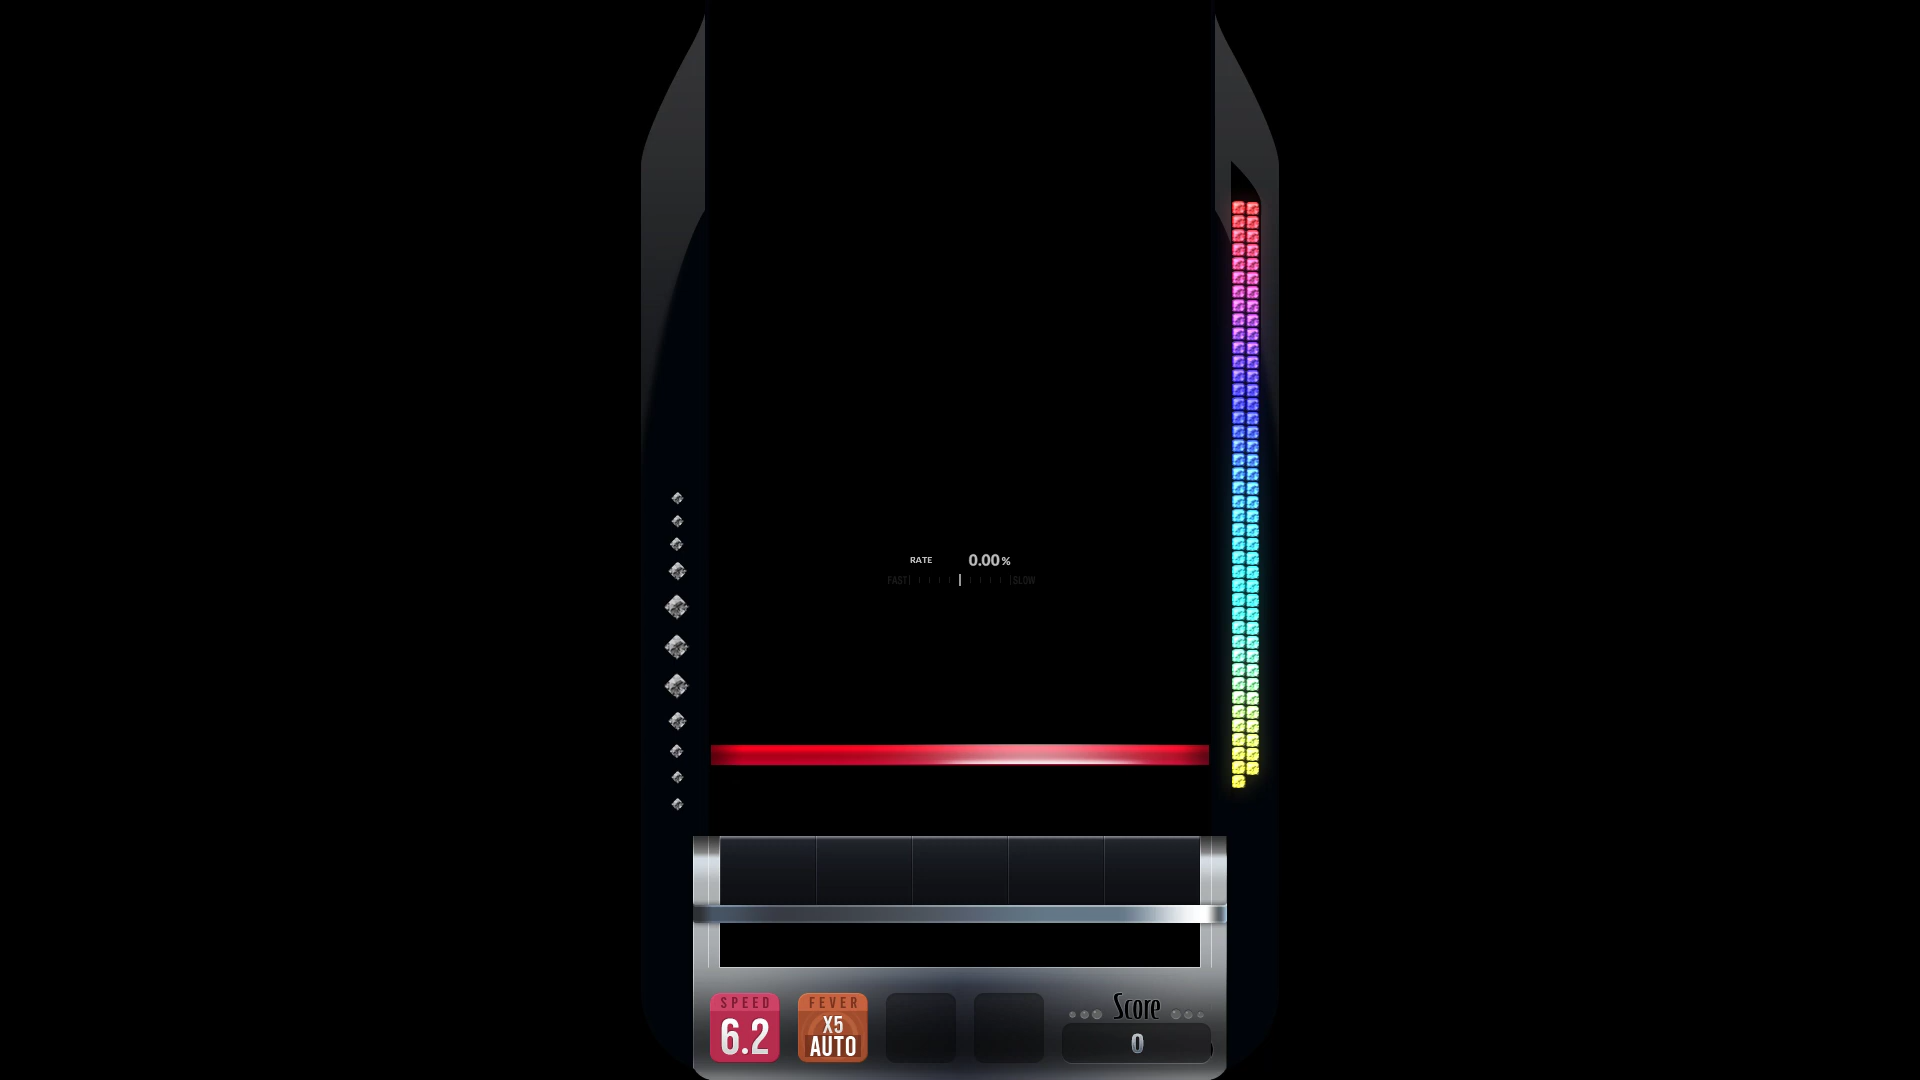 RATE 0.00%
FAST SLOW
SPEED
6.2
FEVER
X5
AUTO
Score
0